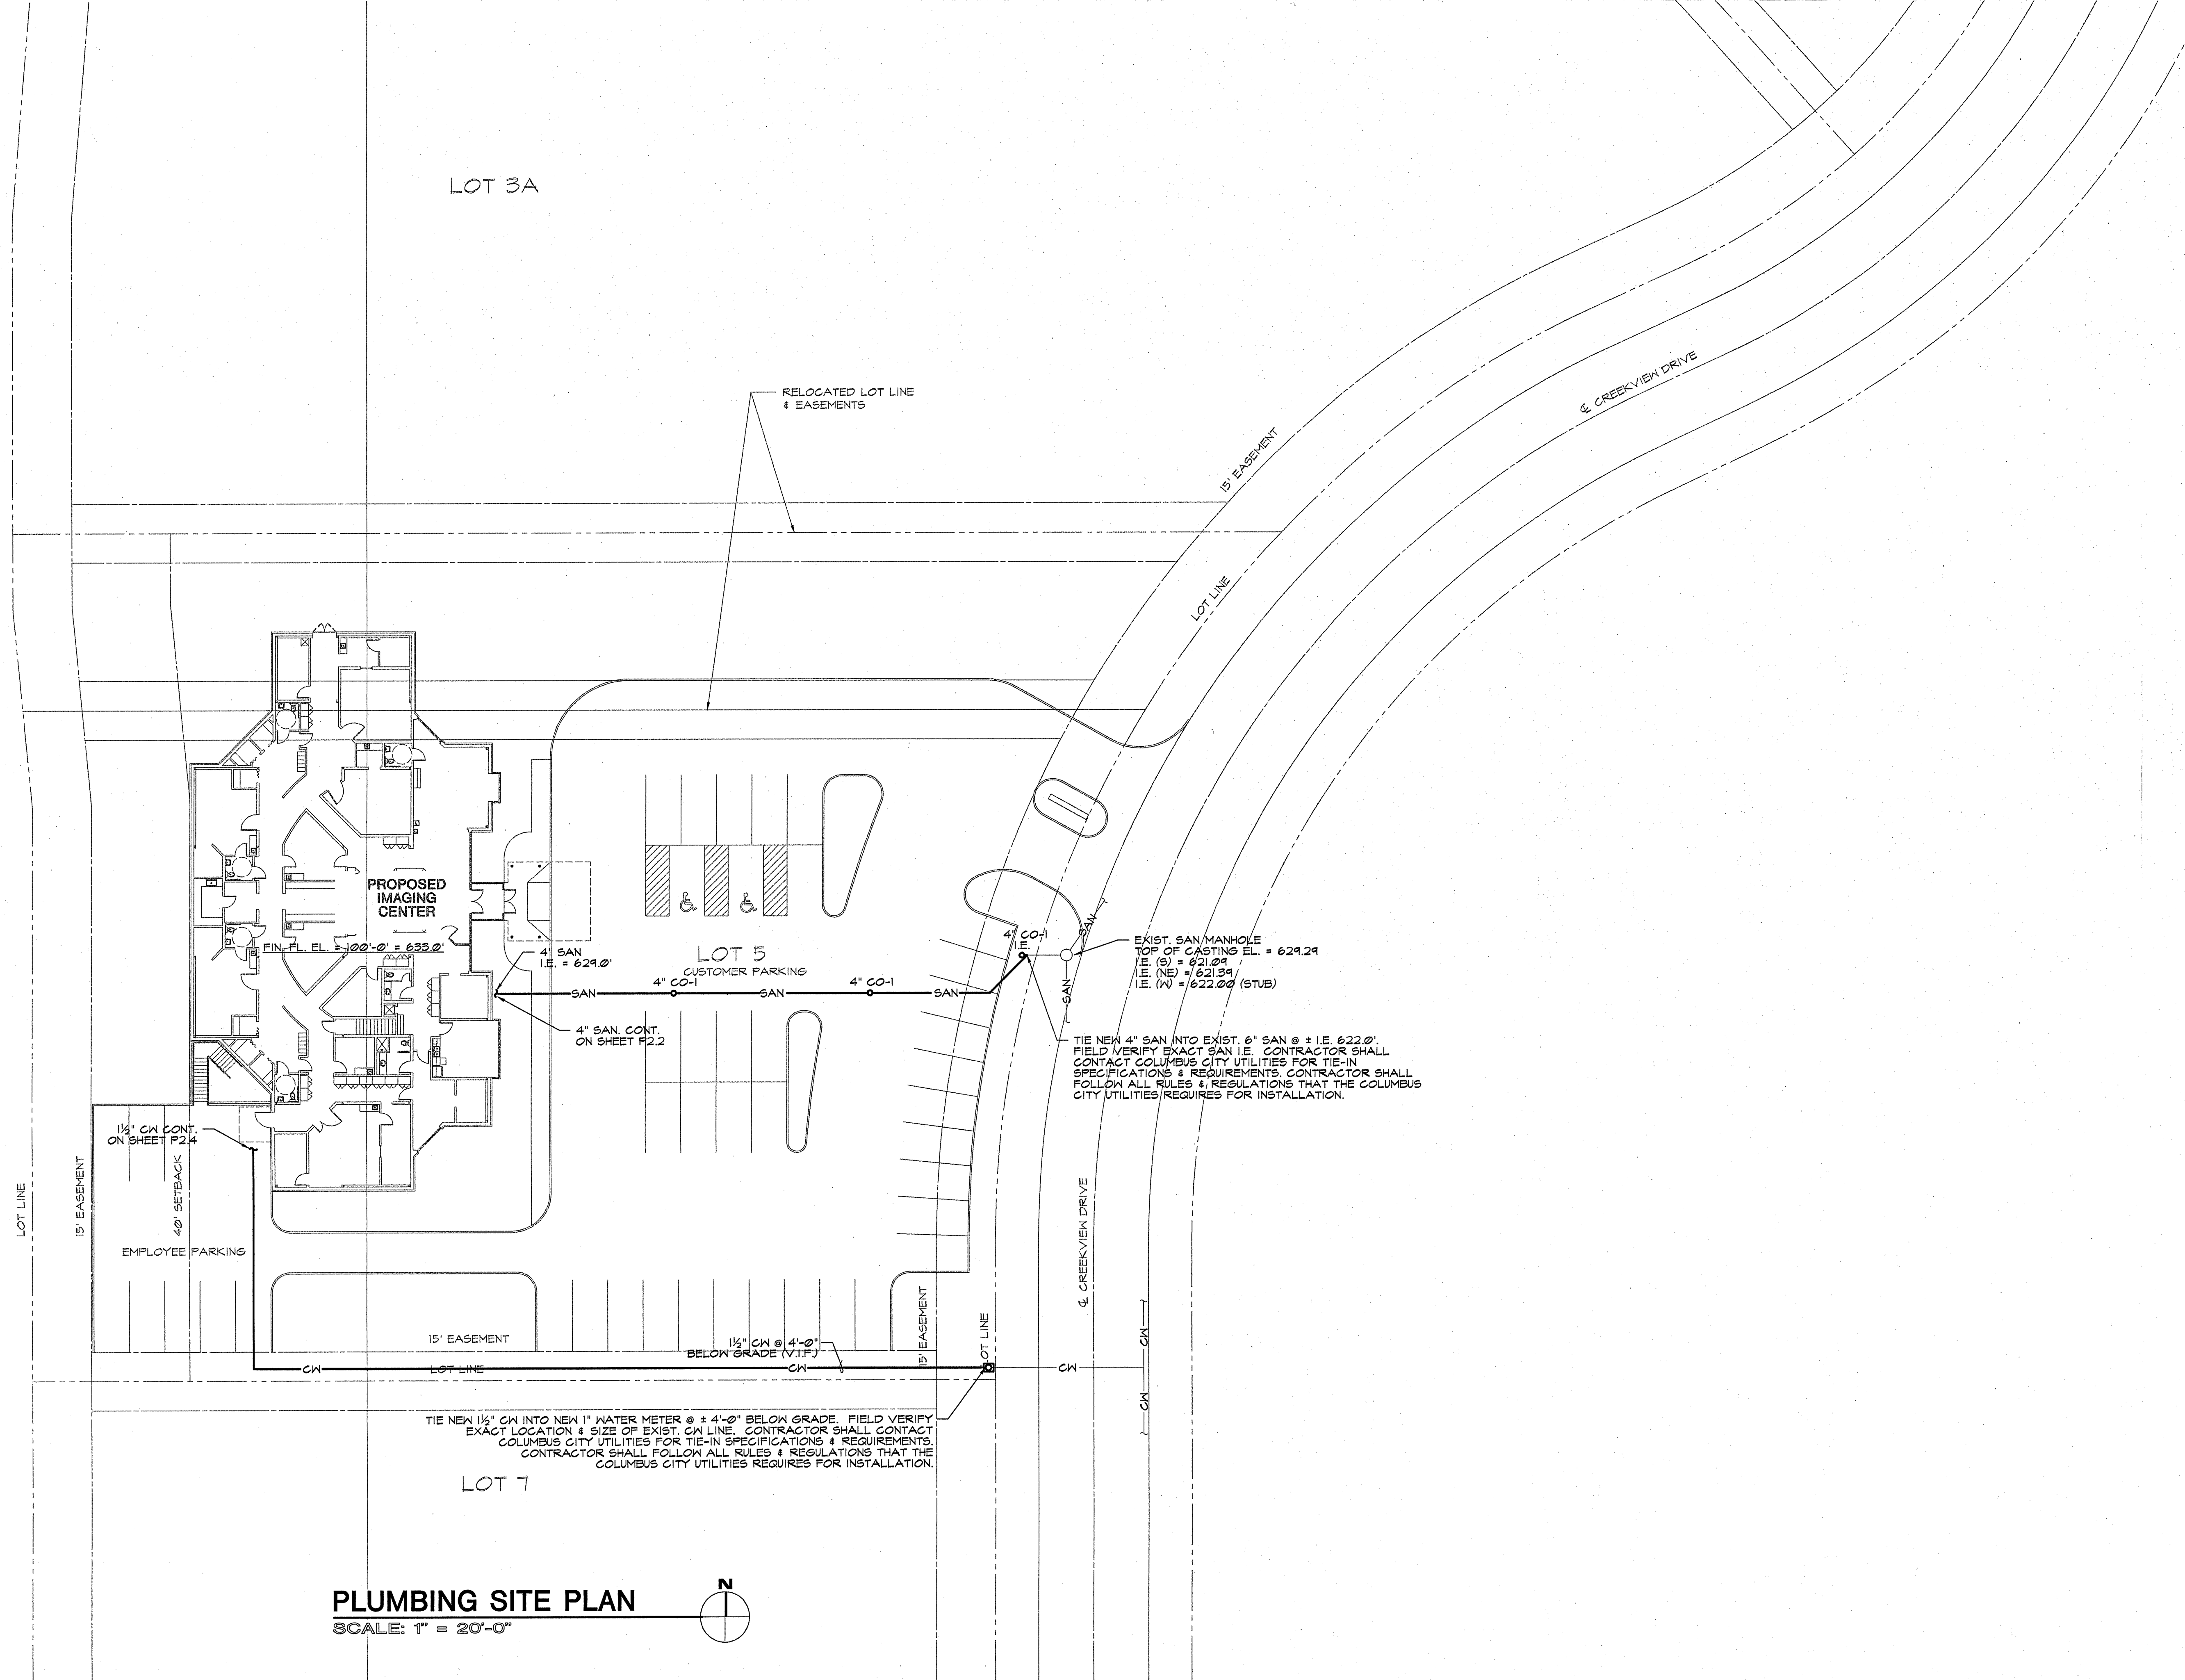 LOT 3A
RELOCATED LOT LINE
& EASEMENTS
℄ CREEKVIEW DRIVE
15' EASEMENT
LOT LINE
PROPOSED
IMAGING
CENTER
FIN. FL. EL. = 100'-0" = 633.0'
4" SAN
I.E. = 629.0'
LOT 5
CUSTOMER PARKING
4" CO-1
4" CO-1
4" CO-1
I.E.
SAN
SAN
SAN
SAN
SAN
EXIST. SAN MANHOLE
TOP OF CASTING EL. = 629.29
I.E. (S) = 621.09
I.E. (NE) = 621.39
I.E. (W) = 622.00 (STUB)
4" SAN. CONT.
ON SHEET P2.2
TIE NEW 4" SAN INTO EXIST. 6" SAN @ ± I.E. 622.0'.
FIELD VERIFY EXACT SAN I.E. CONTRACTOR SHALL
CONTACT COLUMBUS CITY UTILITIES FOR TIE-IN
SPECIFICATIONS & REQUIREMENTS. CONTRACTOR SHALL
FOLLOW ALL RULES & REGULATIONS THAT THE COLUMBUS
CITY UTILITIES REQUIRES FOR INSTALLATION.
1½" CW CONT.
ON SHEET P2.4
LOT LINE
15' EASEMENT
40' SETBACK
EMPLOYEE PARKING
℄ CREEKVIEW DRIVE
15' EASEMENT
15' EASEMENT
LOT LINE
1½" CW @ 4'-0"
BELOW GRADE (V.I.F.)
CW
LOT LINE
CW
CW
CW
CW
TIE NEW 1½" CW INTO NEW 1" WATER METER @ ± 4'-0" BELOW GRADE. FIELD VERIFY
EXACT LOCATION & SIZE OF EXIST. CW LINE. CONTRACTOR SHALL CONTACT
COLUMBUS CITY UTILITIES FOR TIE-IN SPECIFICATIONS & REQUIREMENTS.
CONTRACTOR SHALL FOLLOW ALL RULES & REGULATIONS THAT THE
COLUMBUS CITY UTILITIES REQUIRES FOR INSTALLATION.
LOT 7
PLUMBING SITE PLAN
SCALE: 1" = 20'-0"
N